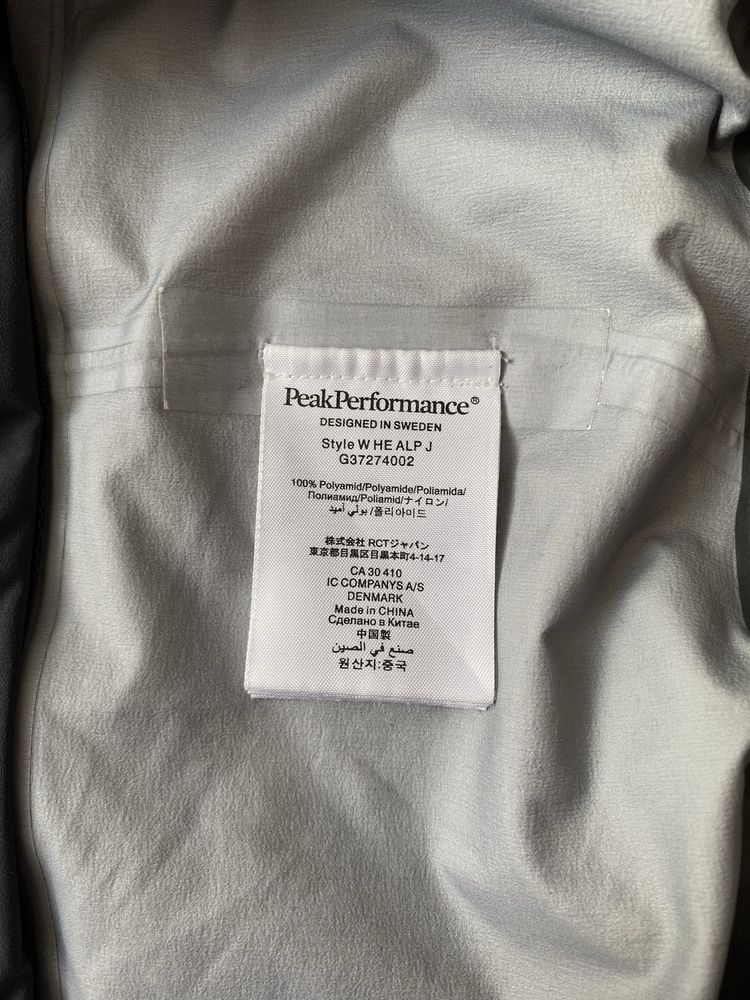 PeakPerformance®
DESIGNED IN SWEDEN
Style W HE ALP J
G37274002
100% Polyamid/Polyamide/Poliamida/
Полиамид/Poliamid/ナイロン/
بولي أميد/폴리아미드
株式会社 RCTジャパン
東京都目黒区目黒本町4-14-17
CA 30 410
IC COMPANYS A/S
DENMARK
Made in CHINA
Сделано в Китае
中国製
صنع في الصين
원산지:중국